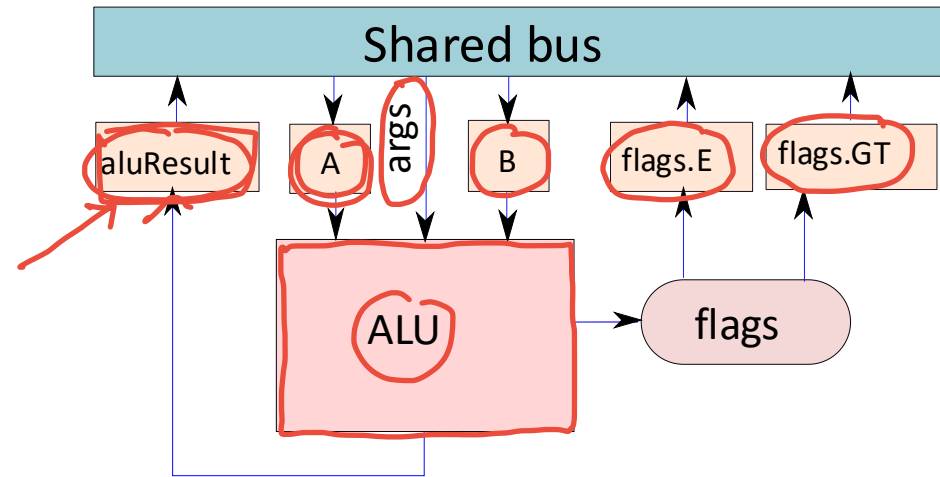 Shared bus
aluResult
A
args
B
flags.E
flags.GT
ALU
flags